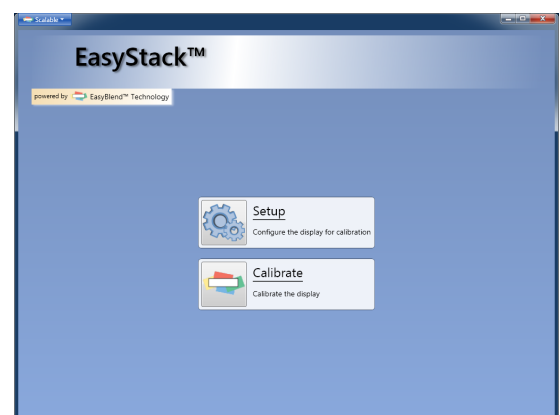 Scalable
EasyStack™
powered by EasyBlend™ Technology
Setup
Configure the display for calibration
Calibrate
Calibrate the display